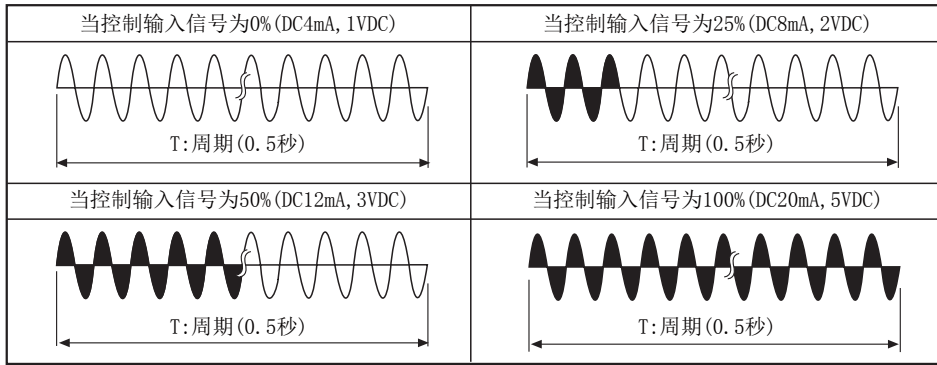 当控制输入信号为0%(DC4mA,1VDC)
当控制输入信号为25%(DC8mA,2VDC)
T:周期(0.5秒)
T:周期(0.5秒)
当控制输入信号为50%(DC12mA,3VDC)
当控制输入信号为100%(DC20mA,5VDC)
T:周期(0.5秒)
T:周期(0.5秒)